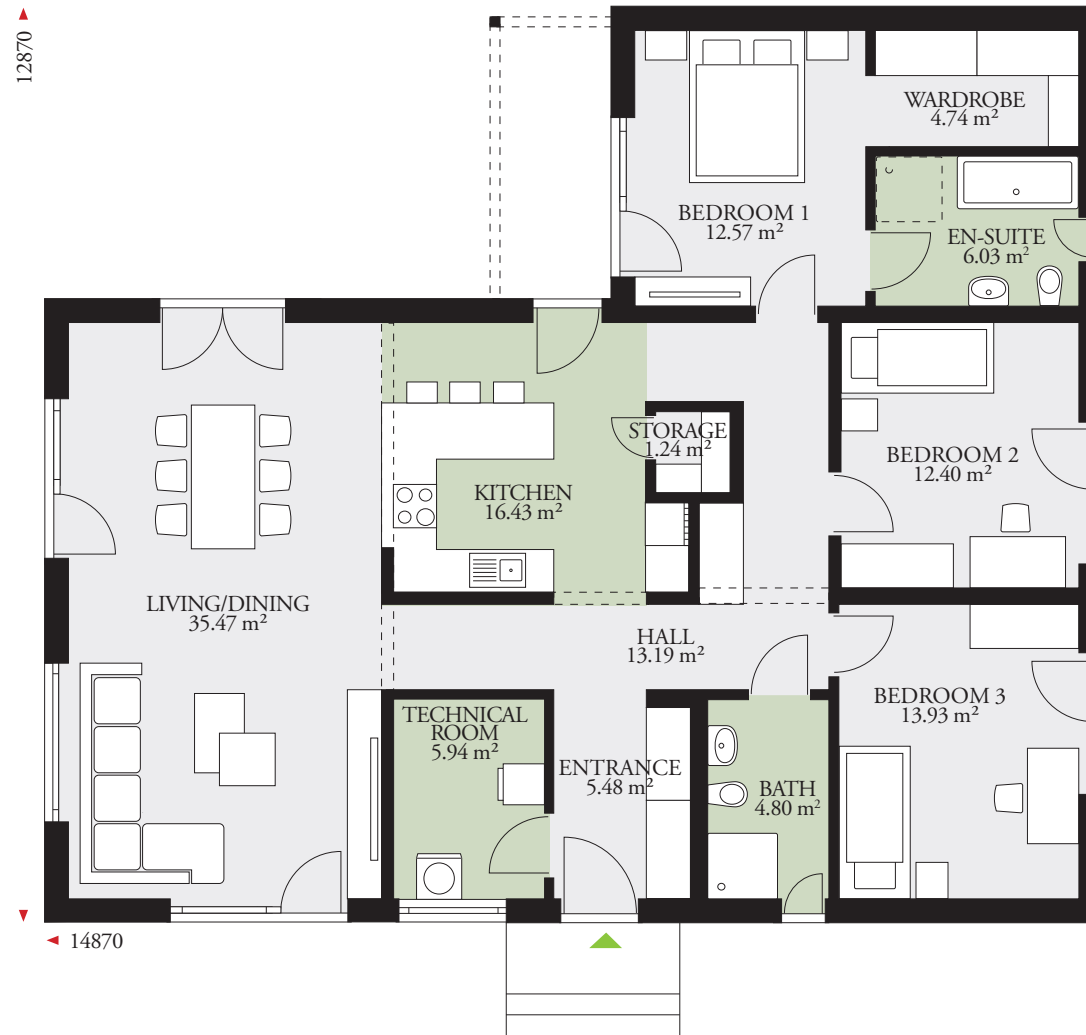 12870
WARDROBE
4.74 m²
BEDROOM 1
12.57 m²
EN-SUITE
6.03 m²
STORAGE
1.24 m²
BEDROOM 2
12.40 m²
KITCHEN
16.43 m²
LIVING/DINING
35.47 m²
HALL
13.19 m²
BEDROOM 3
13.93 m²
TECHNICAL
ROOM
5.94 m²
ENTRANCE
5.48 m²
BATH
4.80 m²
14870